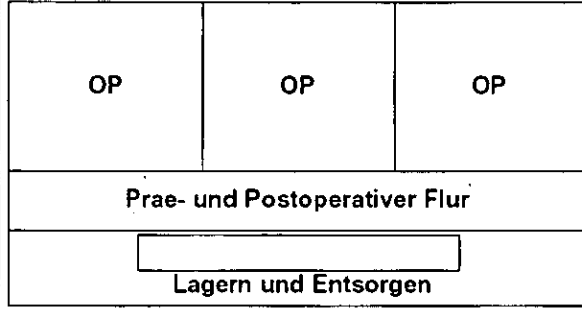 OP OP OP
Prae- und Postoperativer Flur
Lagern und Entsorgen